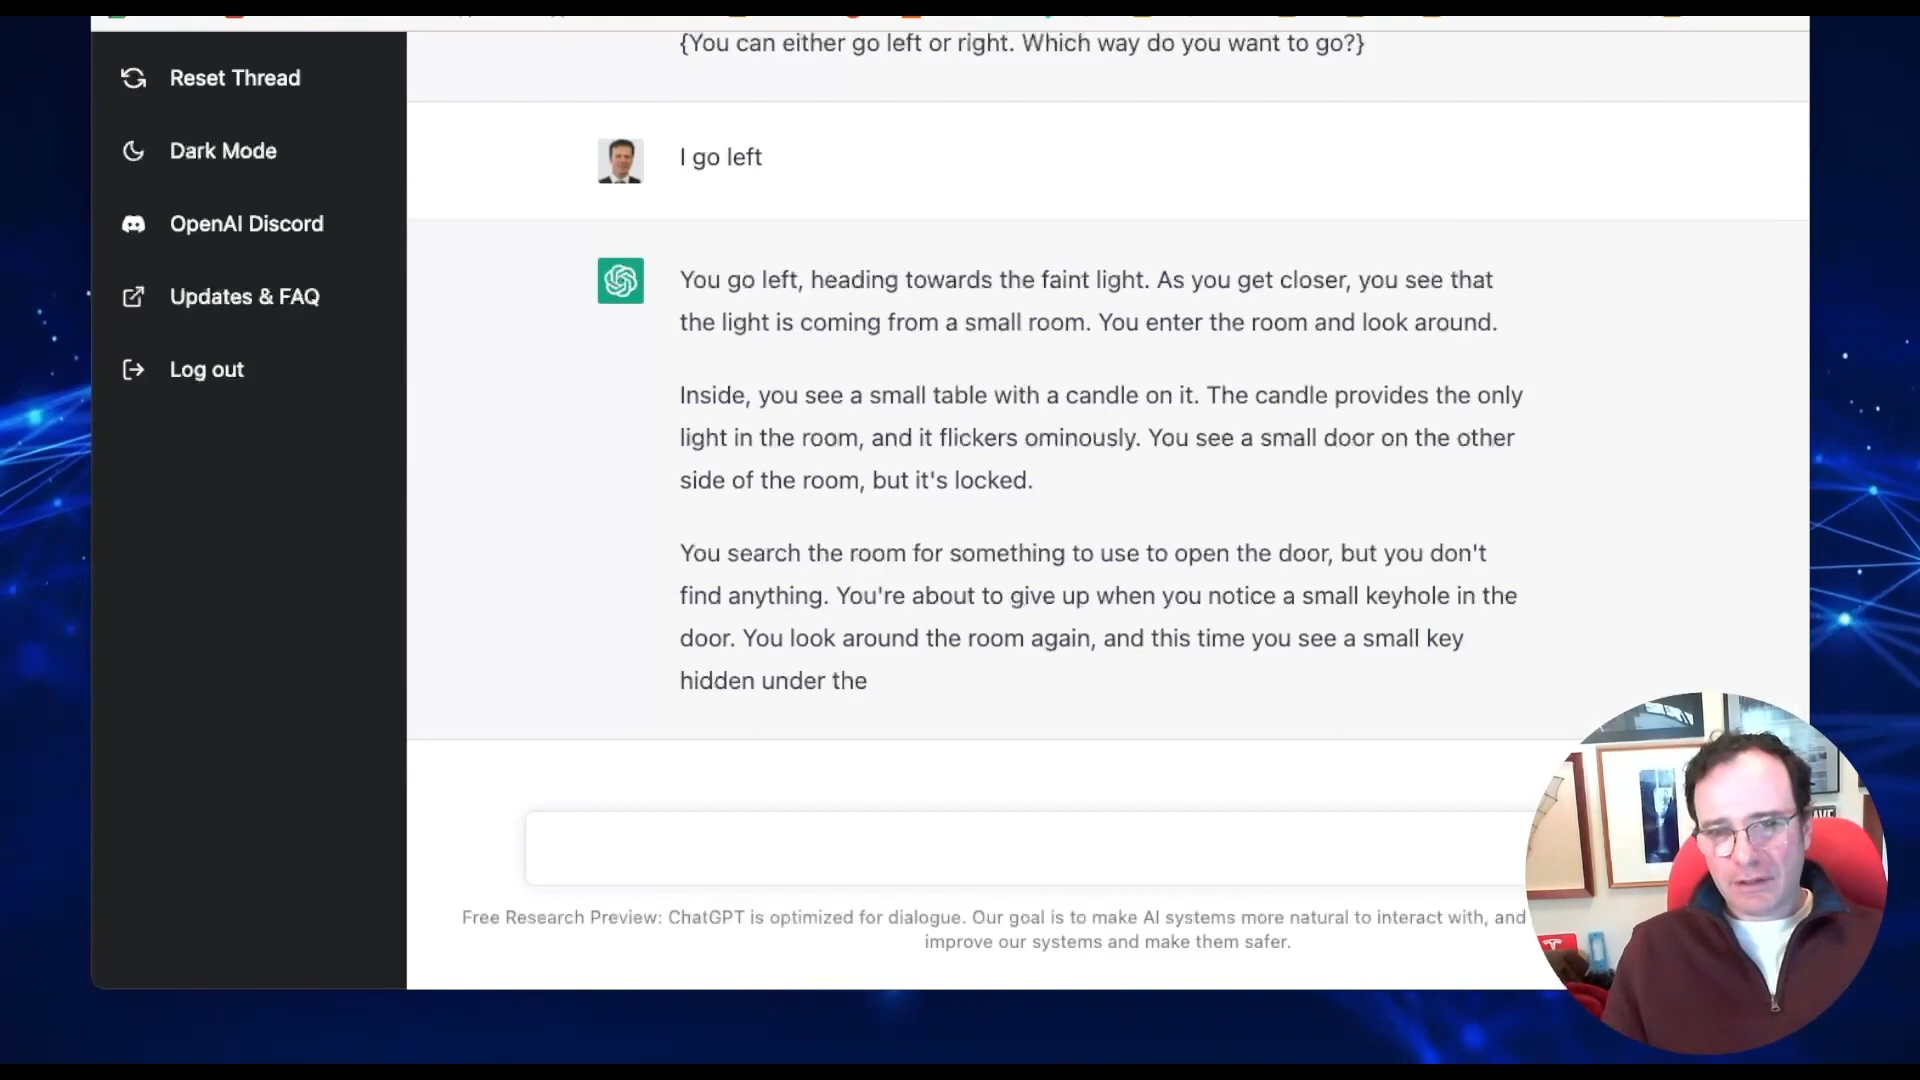 {You can either go left or right. Which way do you want to go?}
Reset Thread
Dark Mode
OpenAI Discord
Updates & FAQ
Log out
I go left
You go left, heading towards the faint light. As you get closer, you see that
the light is coming from a small room. You enter the room and look around.
Inside, you see a small table with a candle on it. The candle provides the only
light in the room, and it flickers ominously. You see a small door on the other
side of the room, but it's locked.
You search the room for something to use to open the door, but you don't
find anything. You're about to give up when you notice a small keyhole in the
door. You look around the room again, and this time you see a small key
hidden under the
Free Research Preview: ChatGPT is optimized for dialogue. Our goal is to make AI systems more natural to interact with, and
improve our systems and make them safer.